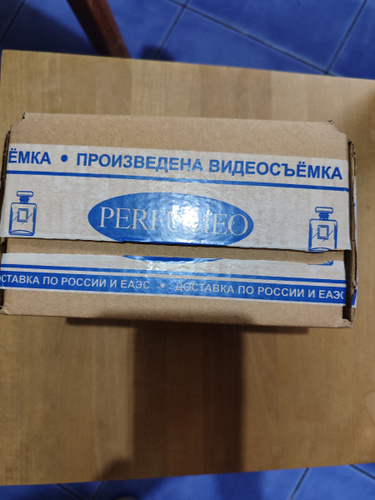 ЁМКА • ПРОИЗВЕДЕНА ВИДЕОСЪЁМКА
ДОСТАВКА ПО РОССИИ И ЕАЭС • ДОСТАВКА ПО РОССИИ И ЕАЭС